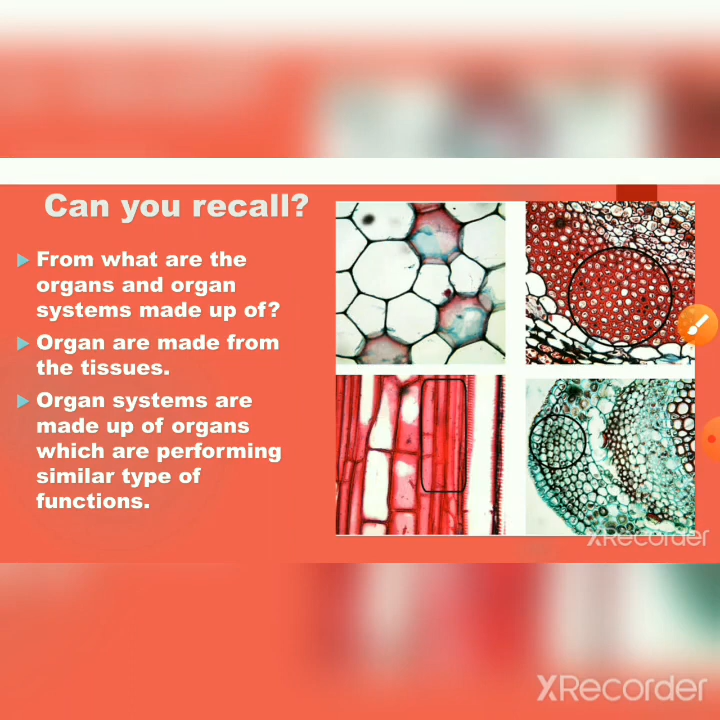 Can you recall?
From what are the
organs and organ
systems made up of?
Organ are made from
the tissues.
Organ systems are
made up of organs
which are performing
similar type of
functions.
XRecorder
XRecorder